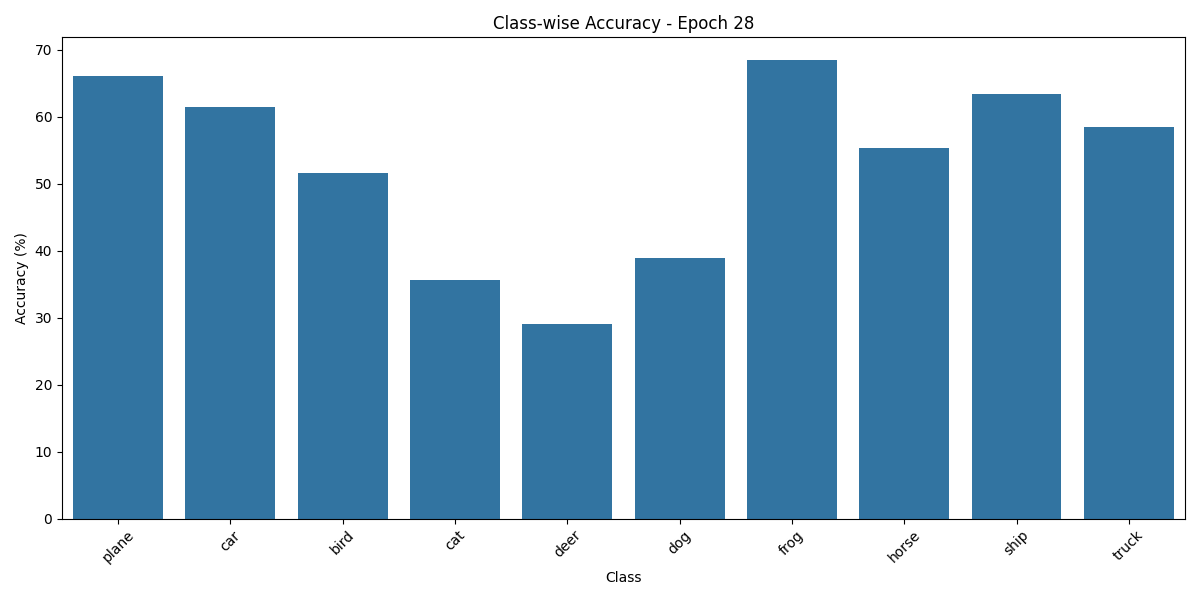 Class-wise Accuracy - Epoch 28
Accuracy (%)
70
60
50
40
30
20
10
0
plane
car
bird
cat
deer
dog
frog
horse
ship
truck
Class